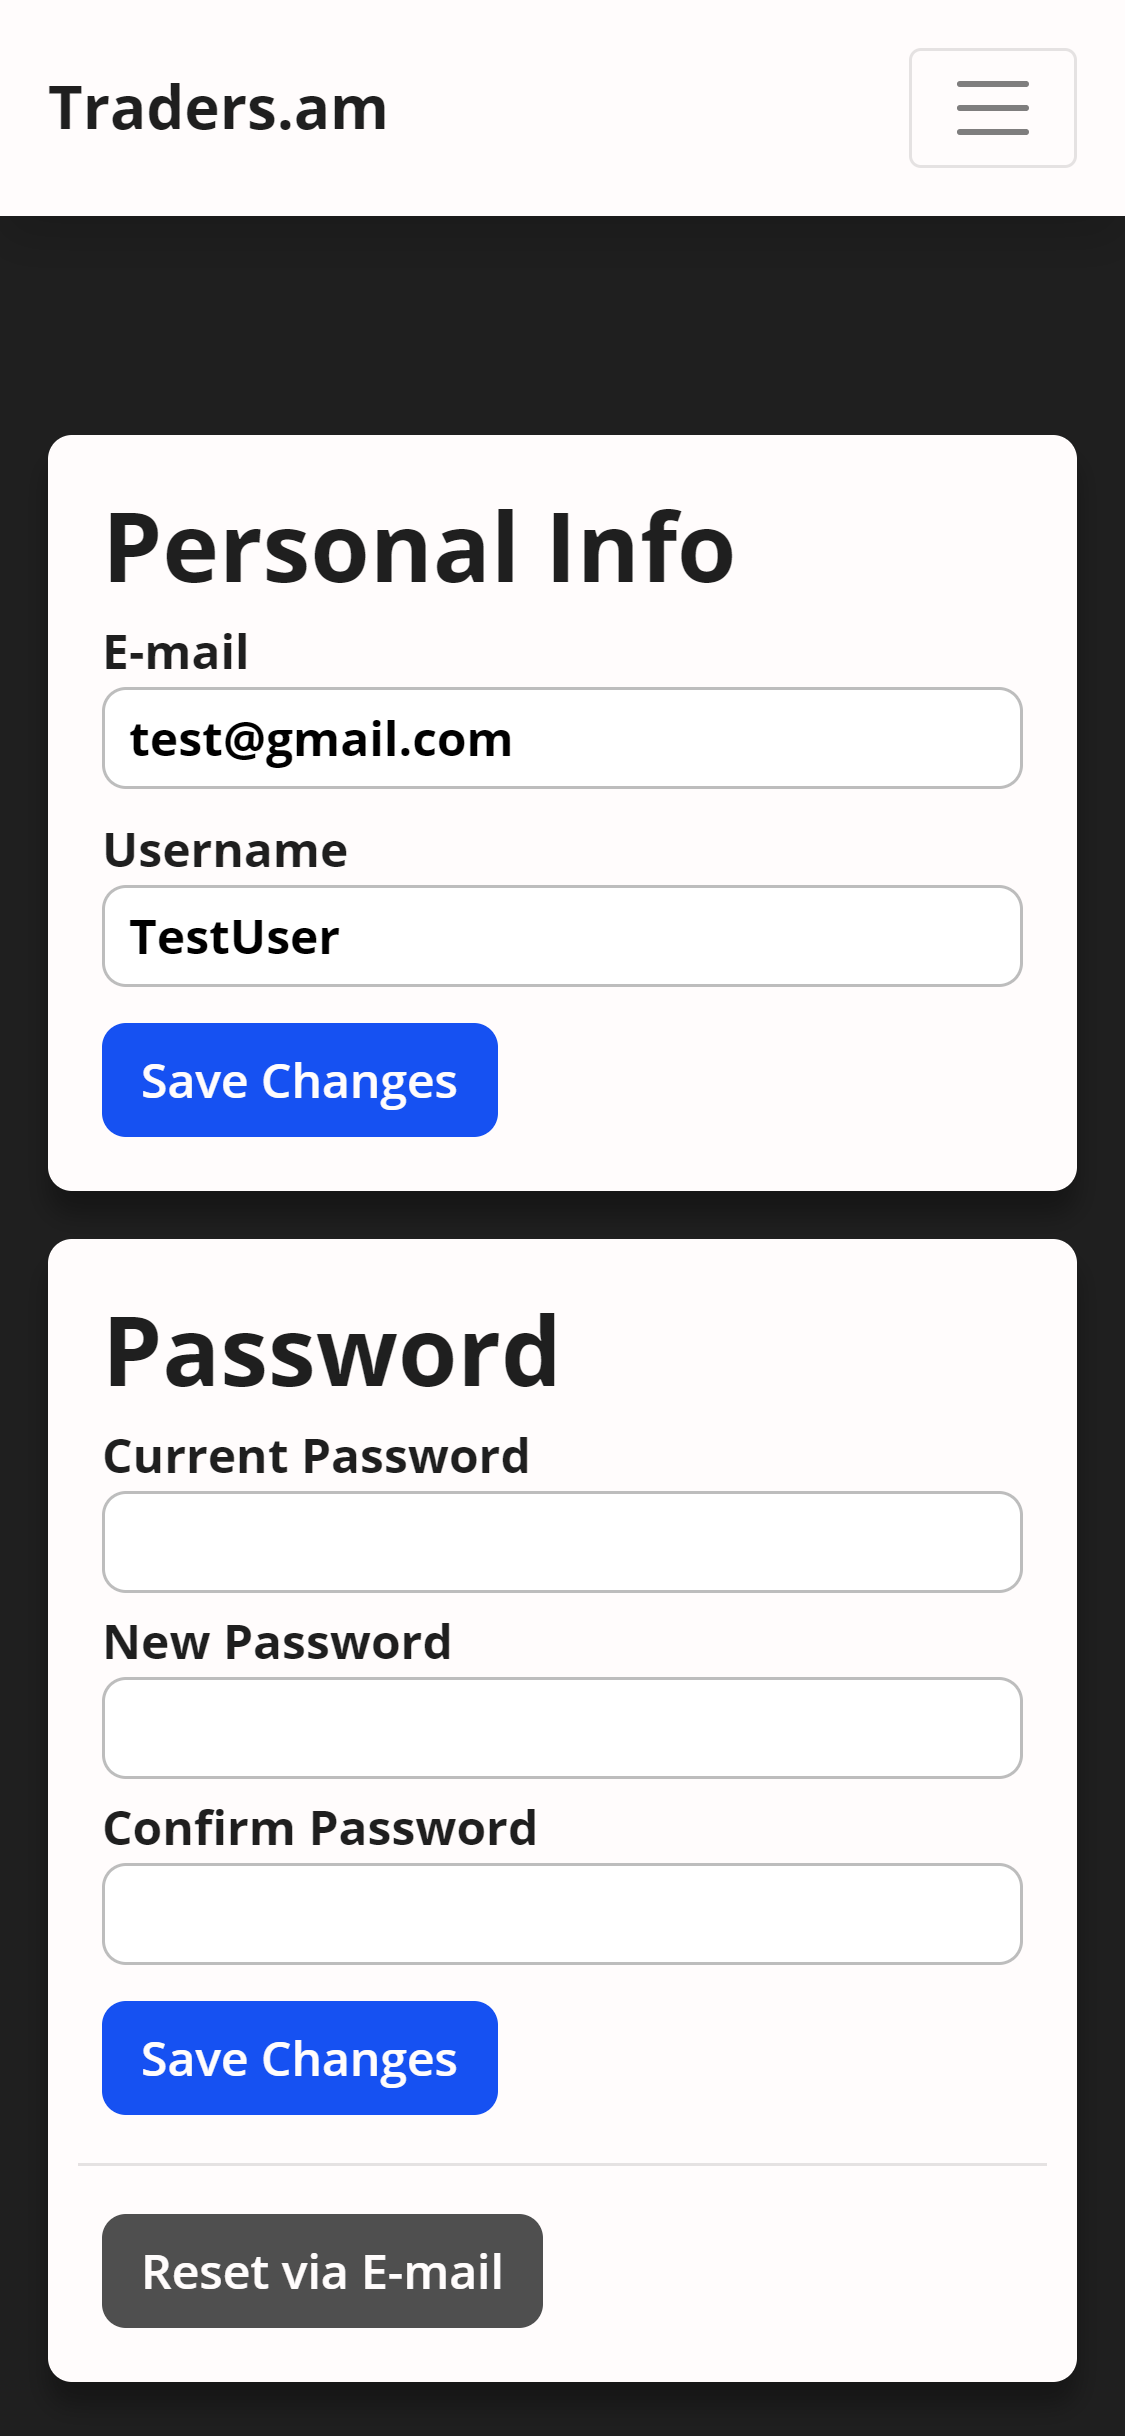 Traders.am
Personal Info
E-mail
test@gmail.com
Username
TestUser
Save Changes
Password
Current Password
New Password
Confirm Password
Save Changes
Reset via E-mail